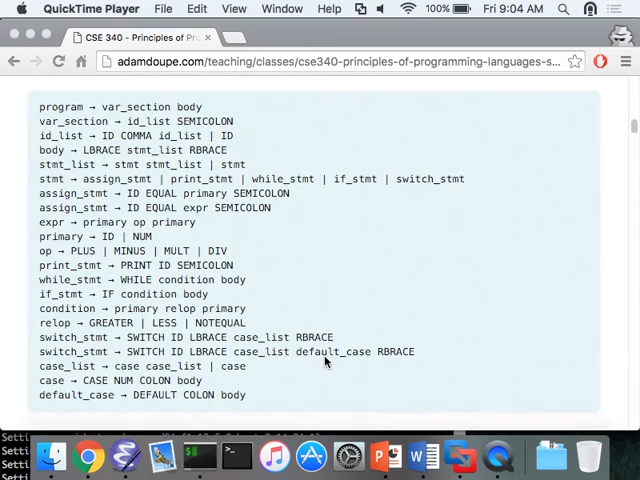 QuickTime Player File Edit View Window Help 100% Fri 9:04 AM
CSE 340 - Principles of Pro
adamdoupe.com/teaching/classes/cse340-principles-of-programming-languages-s...
program → var_section body
var_section → id_list SEMICOLON
id_list → ID COMMA id_list | ID
body → LBRACE stmt_list RBRACE
stmt_list → stmt stmt_list | stmt
stmt → assign_stmt | print_stmt | while_stmt | if_stmt | switch_stmt
assign_stmt → ID EQUAL primary SEMICOLON
assign_stmt → ID EQUAL expr SEMICOLON
expr → primary op primary
primary → ID | NUM
op → PLUS | MINUS | MULT | DIV
print_stmt → PRINT ID SEMICOLON
while_stmt → WHILE condition body
if_stmt → IF condition body
condition → primary relop primary
relop → GREATER | LESS | NOTEQUAL
switch_stmt → SWITCH ID LBRACE case_list RBRACE
switch_stmt → SWITCH ID LBRACE case_list default_case RBRACE
case_list → case case_list | case
case → CASE NUM COLON body
default_case → DEFAULT COLON body
Setti
Setti
Setti
Setti